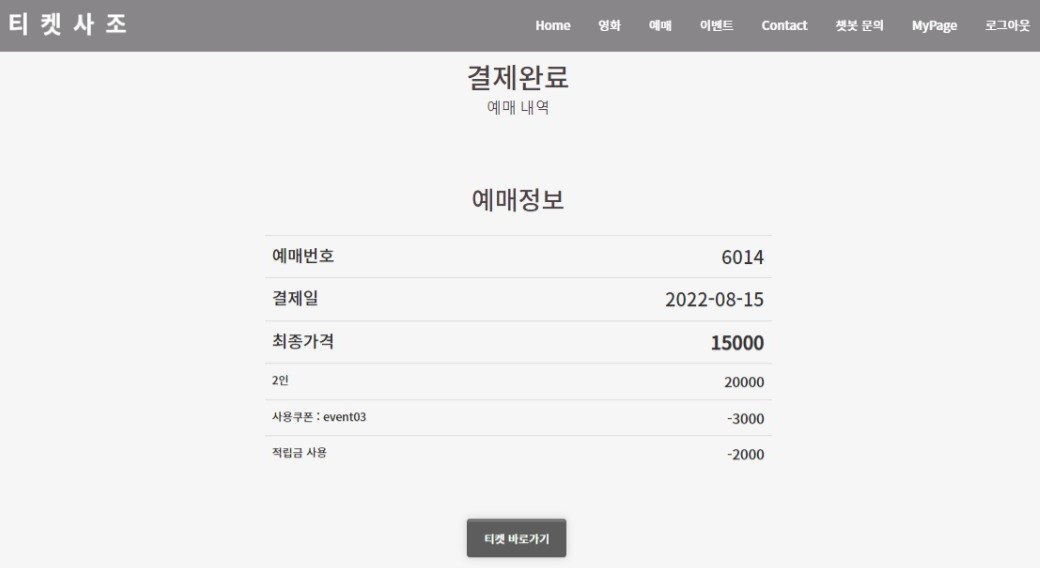 티켓사조 Home 영화 예매 이벤트 Contact 챗봇 문의 MyPage 로그아웃
결제완료
예매 내역
예매정보
예매번호 6014
결제일 2022-08-15
최종가격 15000
2인 20000
사용쿠폰 : event03 -3000
적립금 사용 -2000
티켓 바로가기